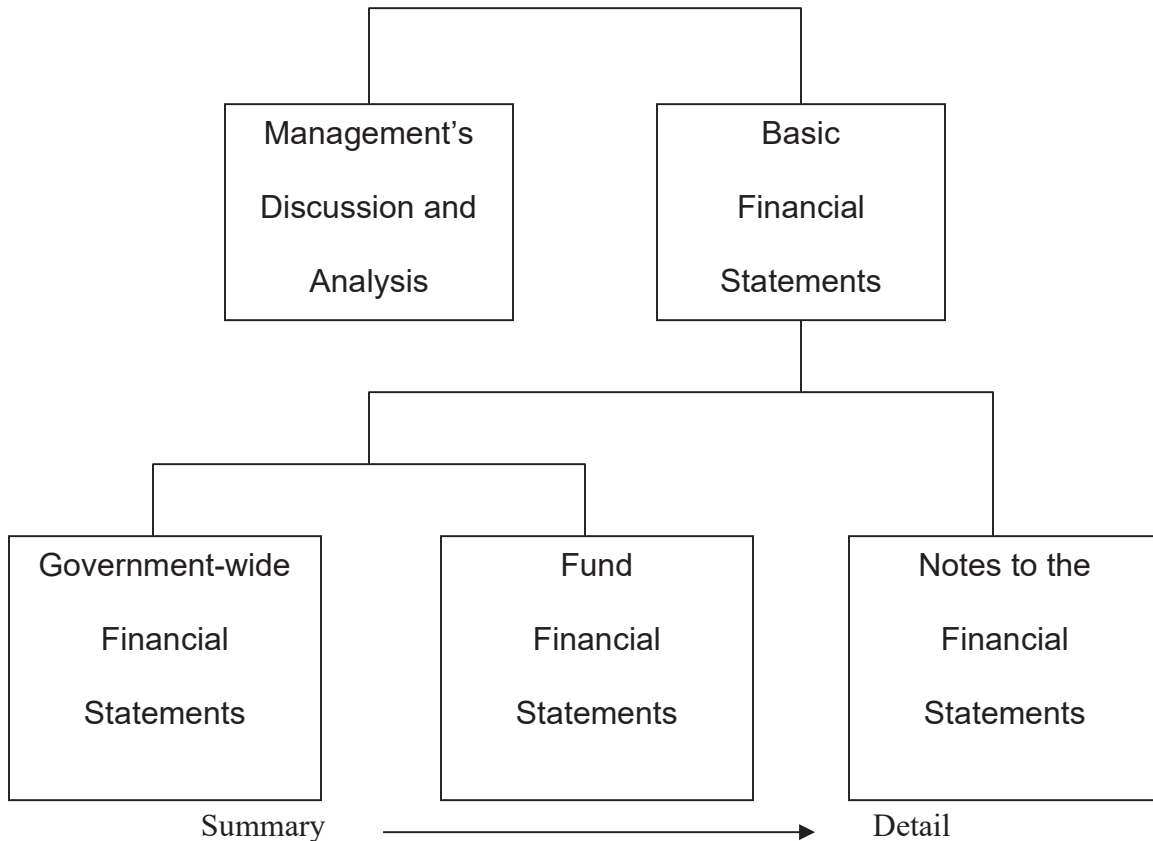 Management’s
Discussion and
Analysis
Basic
Financial
Statements
Government-wide
Financial
Statements
Fund
Financial
Statements
Notes to the
Financial
Statements
Summary
Detail